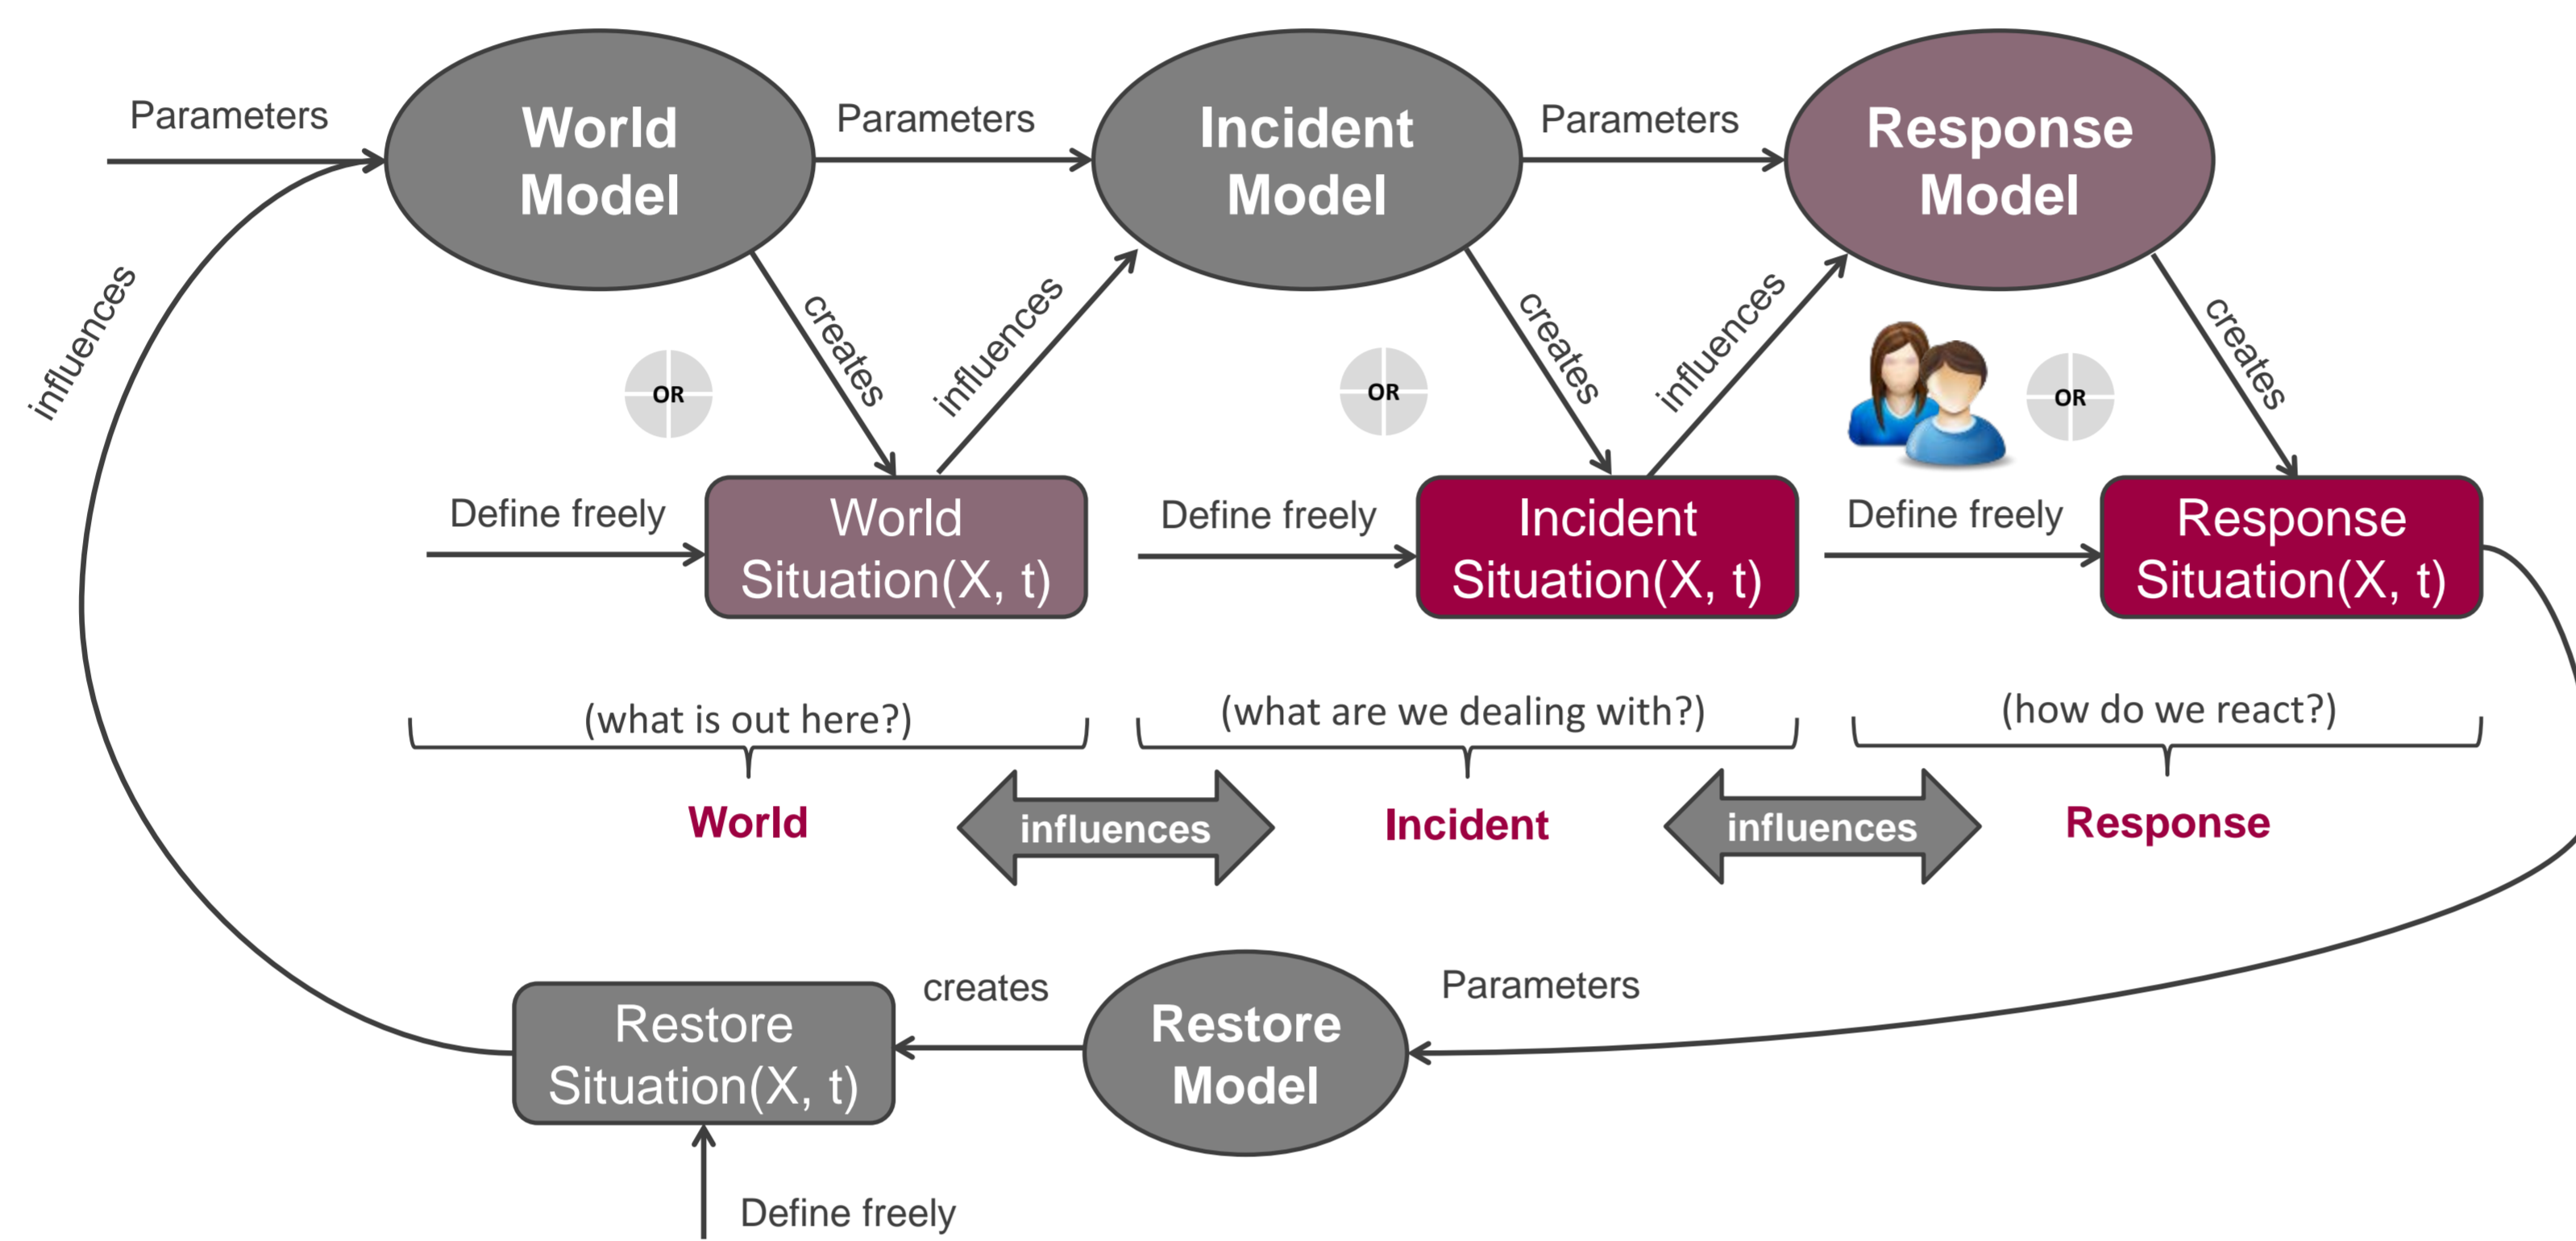 Parameters
World
Model
Parameters
Incident
Model
Parameters
Response
Model
influences
creates
influences
creates
influences
creates
OR
OR
OR
Define freely
World
Situation(X, t)
Define freely
Incident
Situation(X, t)
Define freely
Response
Situation(X, t)
(what is out here?)
(what are we dealing with?)
(how do we react?)
World
influences
Incident
influences
Response
Restore
Situation(X, t)
creates
Restore
Model
Parameters
Define freely